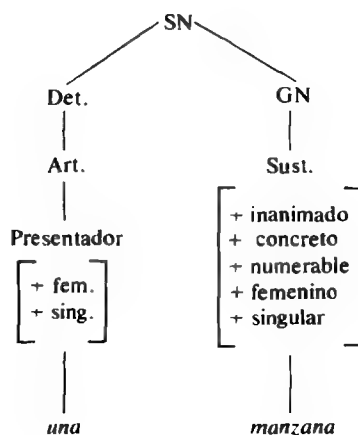 SN
Det. GN
Art. Sust.
Presentador
+ fem.
+ sing.
+ inanimado
+ concreto
+ numerable
+ femenino
+ singular
una manzana